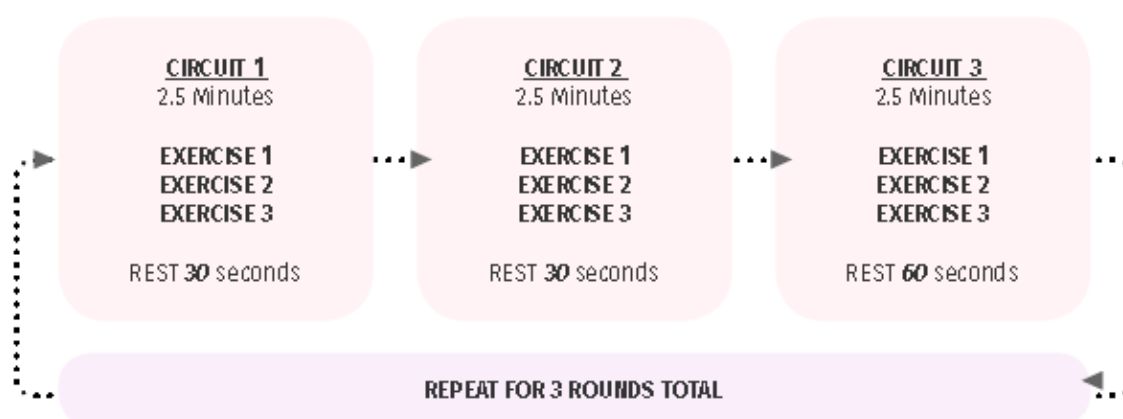 CIRCUIT 1
2.5 Minutes
EXERCISE 1
EXERCISE 2
EXERCISE 3
REST 30 seconds
CIRCUIT 2
2.5 Minutes
EXERCISE 1
EXERCISE 2
EXERCISE 3
REST 30 seconds
CIRCUIT 3
2.5 Minutes
EXERCISE 1
EXERCISE 2
EXERCISE 3
REST 60 seconds
REPEAT FOR 3 ROUNDS TOTAL